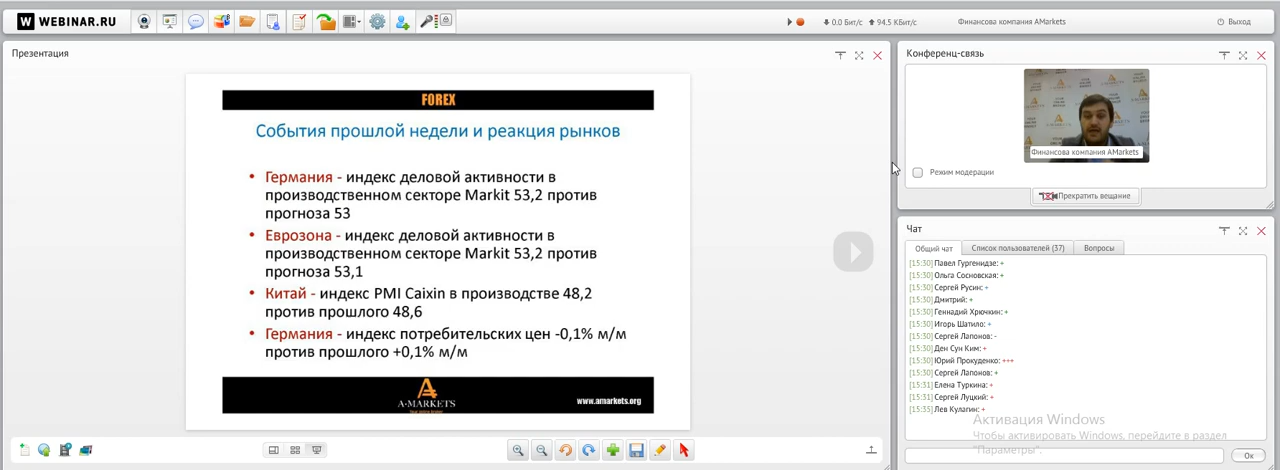 W WEBINAR.RU
0.0 Бит/с
94.5 КБит/с
Финансова компания AMarkets
Выход
Презентация
FOREX
События прошлой недели и реакция рынков
• Германия - индекс деловой активности в
производственном секторе Markit 53,2 против
прогноза 53
• Еврозона - индекс деловой активности в
производственном секторе Markit 53,2 против
прогноза 53,1
• Китай - индекс PMI Caixin в производстве 48,2
против прошлого 48,6
• Германия - индекс потребительских цен -0,1% м/м
против прошлого +0,1% м/м
A-MARKETS
www.amarkets.org
Конференц-связь
Финансова компания AMarkets
Режим модерации
Прекратить вещание
Чат
Общий чат
Список пользователей (37)
Вопросы
[15:30] Павел Гургенидзе: +
[15:30] Ольга Сосновская: +
[15:30] Сергей Русин: +
[15:30] Дмитрий: +
[15:30] Геннадий Хрючкин: +
[15:30] Игорь Шатило: +
[15:30] Сергей Лапонов: -
[15:30] Ден Сун Ким: +
[15:30] Юрий Прокуденко: +++
[15:30] Сергей Лапонов: +
[15:31] Елена Туркина: +
[15:31] Сергей Луцкий: +
[15:35] Лев Кулагин: +
Активация Windows
Чтобы активировать Windows, перейдите в раздел
"Параметры".
Ок